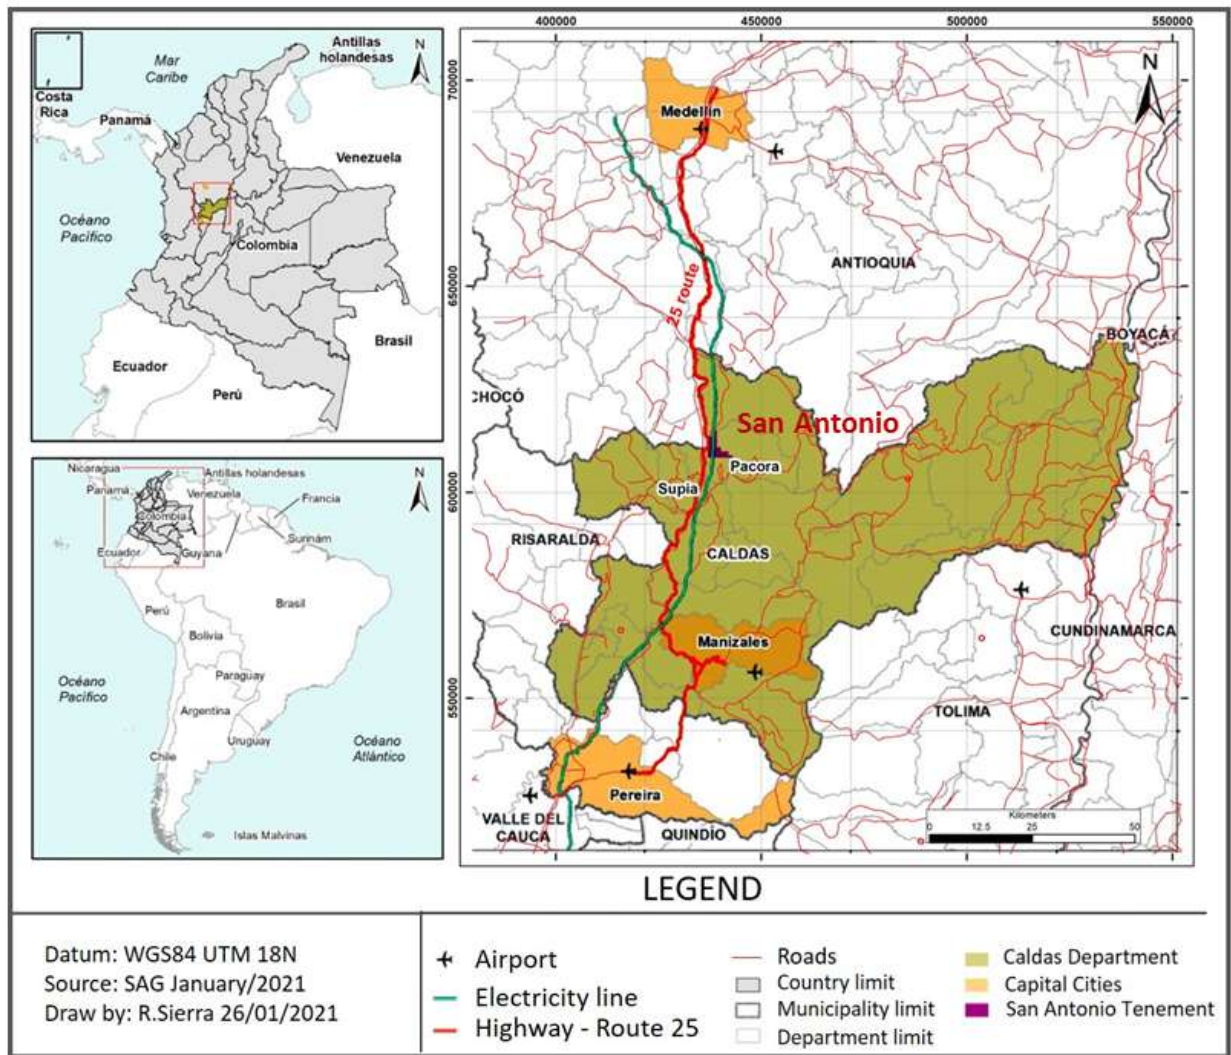 Antillas
holandesas
Mar
Caribe
N
Costa
Rica
Panamá
Venezuela
Océano
Pacífico
Colombia
Brasil
Ecuador
Perú
Nicaragua
Antillas holandesas
N
Panamá
Venezuela
Francia
Colombia
Surinám
Ecuador
Guyana
Perú
Brasil
Bolivia
Océano
Pacífico
Paraguay
Argentina
Uruguay
Océano
Atlántico
Chile
Islas Malvinas
400000
450000
500000
550000
700000
650000
600000
550000
N
Medellín
ANTIOQUIA
25 route
BOYACÁ
CHOCÓ
San Antonio
Pacora
Supia
RISARALDA
CALDAS
Manizales
CUNDINAMARCA
TOLIMA
Pereira
VALLE DEL
CAUCA
QUINDÍO
Kilometers
0 12.5 25 50
LEGEND
Datum: WGS84 UTM 18N
Source: SAG January/2021
Draw by: R.Sierra 26/01/2021
Airport
Electricity line
Highway - Route 25
Roads
Country limit
Municipality limit
Department limit
Caldas Department
Capital Cities
San Antonio Tenement